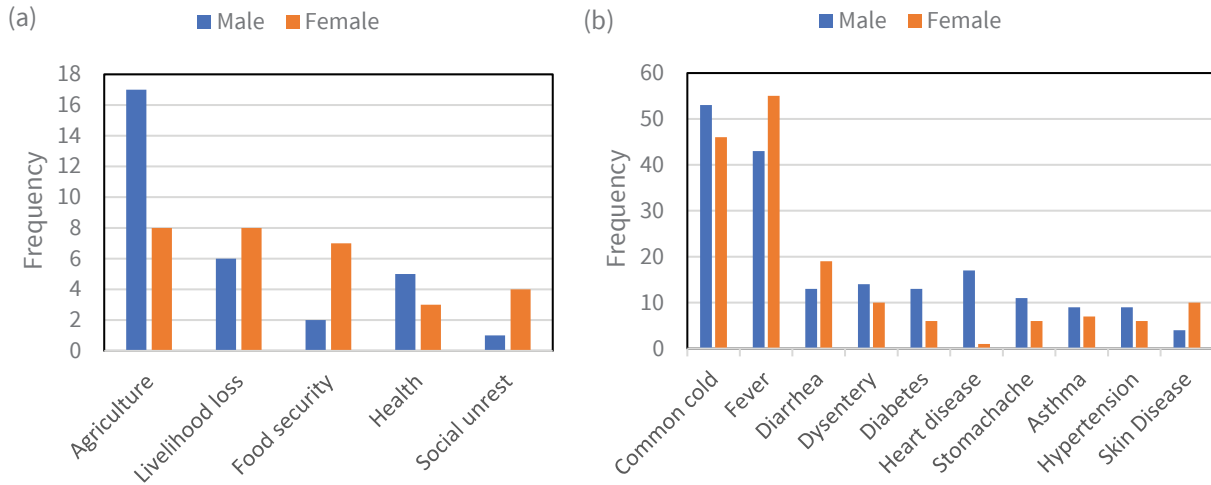 (a)
Male Female
Frequency
18
16
14
12
10
8
6
4
2
0
Agriculture
Livelihood loss
Food security
Health
Social unrest
(b)
Male Female
Frequency
60
50
40
30
20
10
0
Common cold
Fever
Diarrhea
Dysentery
Diabetes
Heart disease
Stomachache
Asthma
Hypertension
Skin Disease